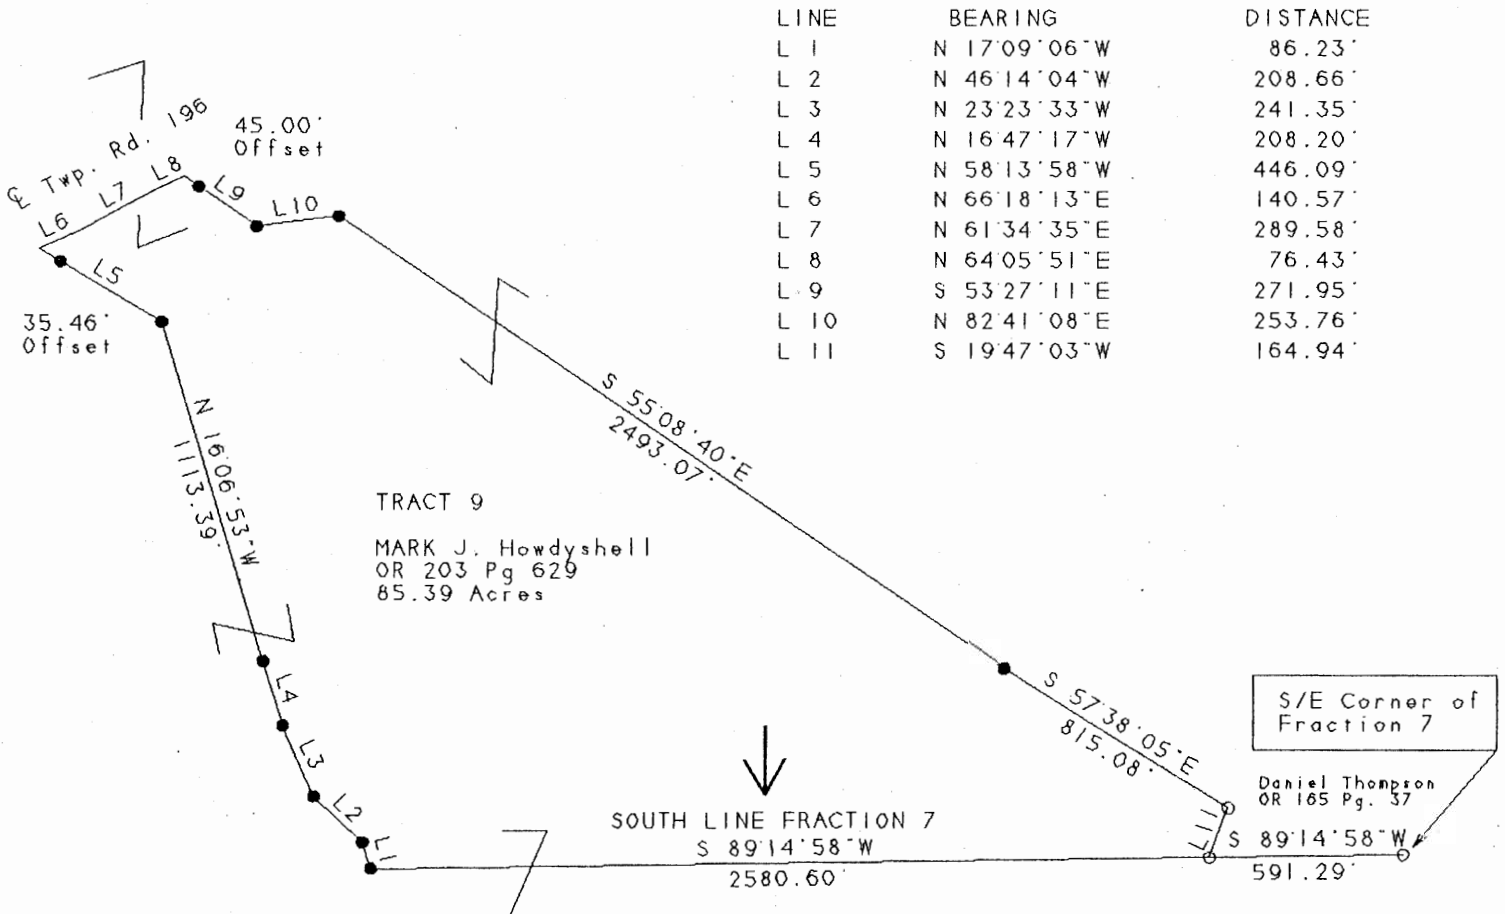 LINE BEARING DISTANCE
L 1 N 17°09'06"W 86.23'
L 2 N 46°14'04"W 208.66'
L 3 N 23°23'33"W 241.35'
L 4 N 16°47'17"W 208.20'
L 5 N 58°13'58"W 446.09'
L 6 N 66°18'13"E 140.57'
L 7 N 61°34'35"E 289.58'
L 8 N 64°05'51"E 76.43'
L 9 S 53°27'11"E 271.95'
L 10 N 82°41'08"E 253.76'
L 11 S 19°47'03"W 164.94'
℄ Twp. Rd. 196
45.00'
Offset
L6
L7
L8
L9
L10
L5
35.46'
Offset
N 16°06'53"W
1113.39'
S 55°08'40"E
2493.07'
TRACT 9
MARK J. Howdyshell
OR 203 Pg 629
85.39 Acres
L4
L3
L2
L1
S 57°38'05"E
815.08'
S/E Corner of
Fraction 7
Daniel Thompson
OR 165 Pg. 37
L11
SOUTH LINE FRACTION 7
S 89°14'58"W
2580.60'
S 89°14'58"W
591.29'